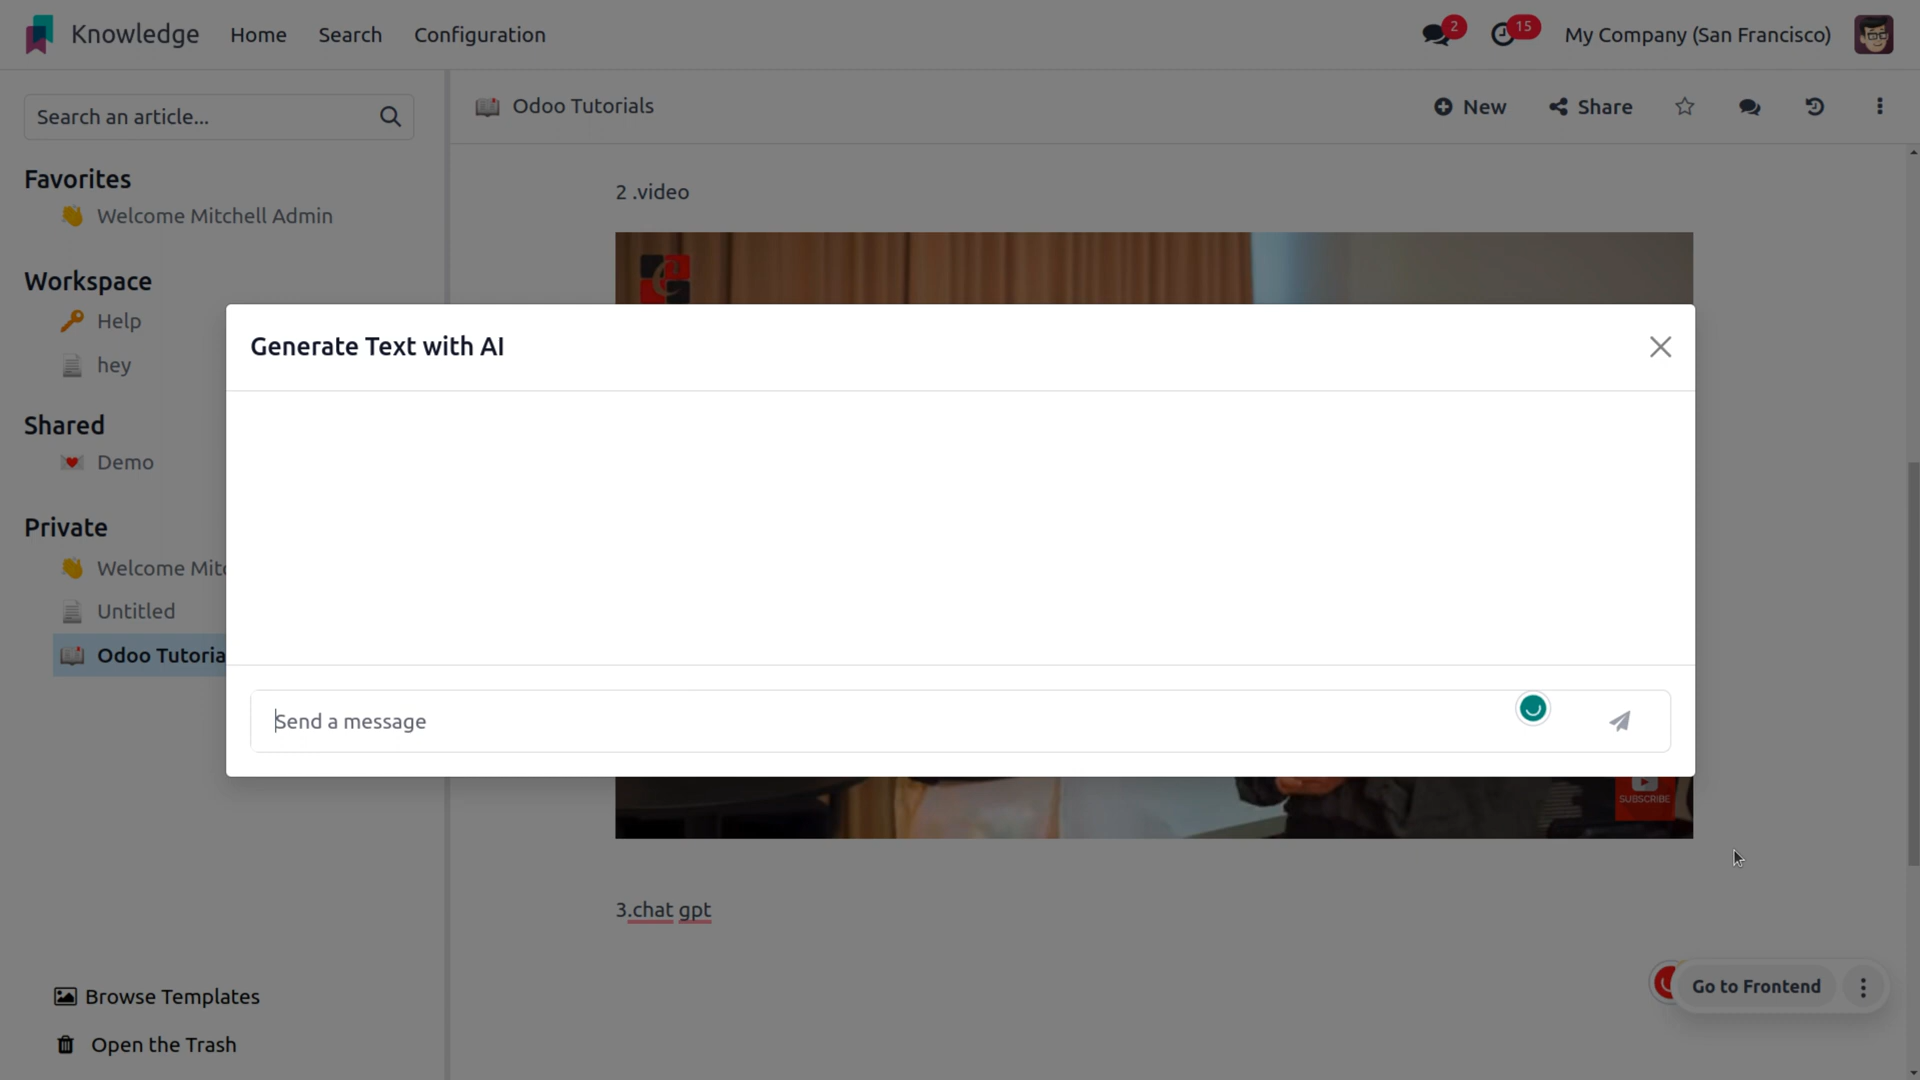 Knowledge Home Search Configuration 2 15 My Company (San Francisco)
Search an article...
Odoo Tutorials
New Share
Favorites
Welcome Mitchell Admin
Workspace
Help
hey
Shared
Demo
Private
Welcome Mitc
Untitled
Odoo Tutoria
Browse Templates
Open the Trash
2 .video
Generate Text with AI
Send a message
SUBSCRIBE
3.chat gpt
Go to Frontend